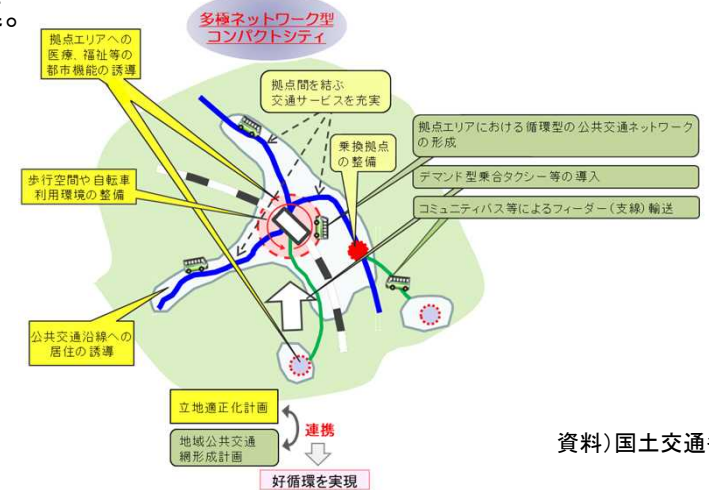 多極ネットワーク型
コンパクトシティ
拠点エリアへの
医療、福祉等の
都市機能の誘導
拠点間を結ぶ
交通サービスを充実
乗換拠点
の整備
拠点エリアにおける循環型の公共交通ネットワーク
の形成
デマンド型乗合タクシー等の導入
コミュニティバス等によるフィーダー（支線）輸送
歩行空間や自転車
利用環境の整備
公共交通沿線への
居住の誘導
立地適正化計画
連携
地域公共交通
網形成計画
好循環を実現
資料）国土交通